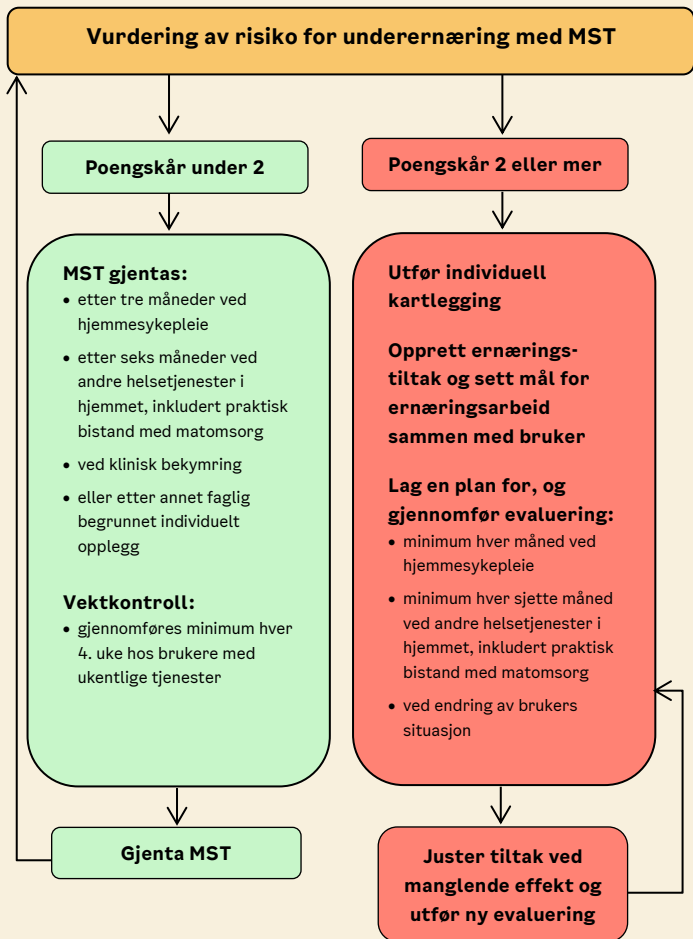 Vurdering av risiko for underernæring med MST
Poengskår under 2
MST gjentas:
• etter tre måneder ved
hjemmesykepleie
• etter seks måneder ved
andre helsetjenester i
hjemmet, inkludert praktisk
bistand med matomsorg
• ved klinisk bekymring
• eller etter annet faglig
begrunnet individuelt
opplegg
Vektkontroll:
• gjennomføres minimum hver
4. uke hos brukere med
ukentlige tjenester
Gjenta MST
Poengskår 2 eller mer
Utfør individuell
kartlegging
Opprett ernærings-
tiltak og sett mål for
ernæringsarbeid
sammen med bruker
Lag en plan for, og
gjennomfør evaluering:
• minimum hver måned ved
hjemmesykepleie
• minimum hver sjette måned
ved andre helsetjenester i
hjemmet, inkludert praktisk
bistand med matomsorg
• ved endring av brukers
situasjon
Juster tiltak ved
manglende effekt og
utfør ny evaluering